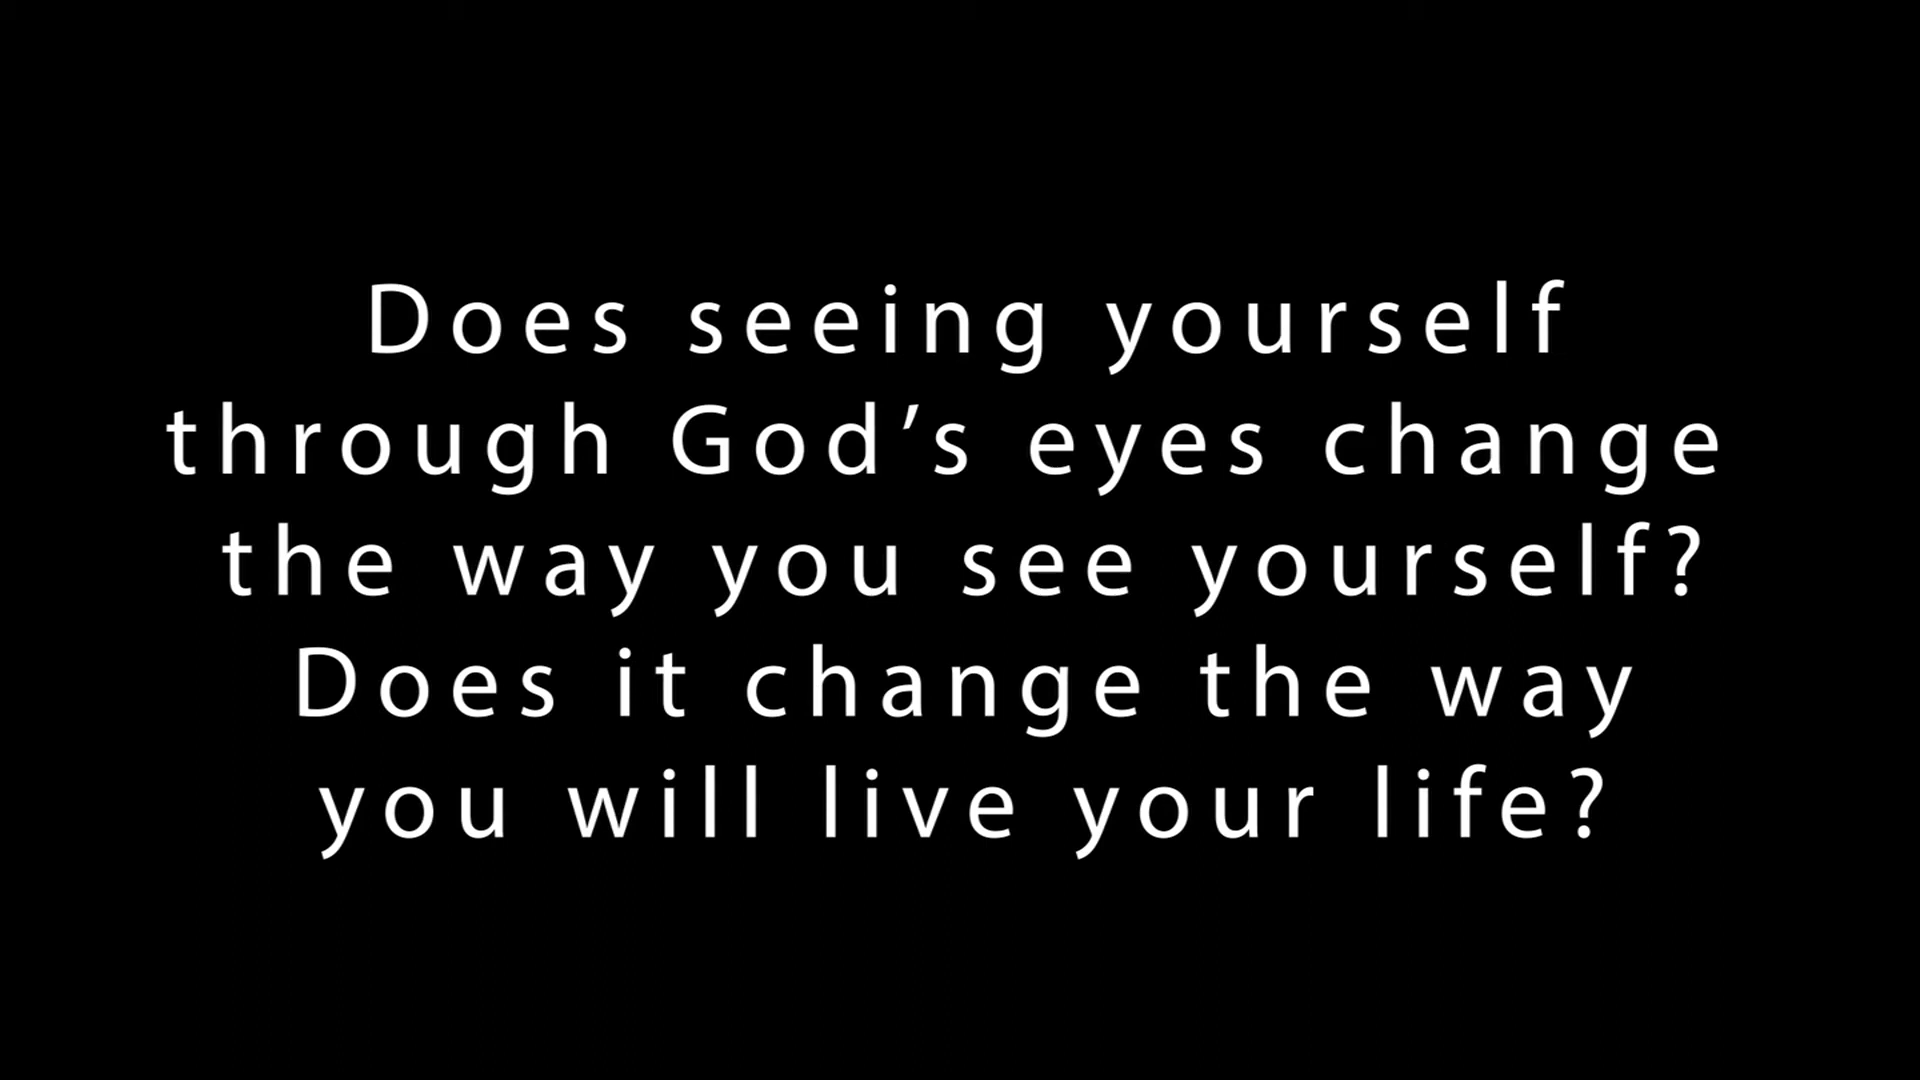 Does seeing yourself
through God’s eyes change
the way you see yourself?
Does it change the way
you will live your life?